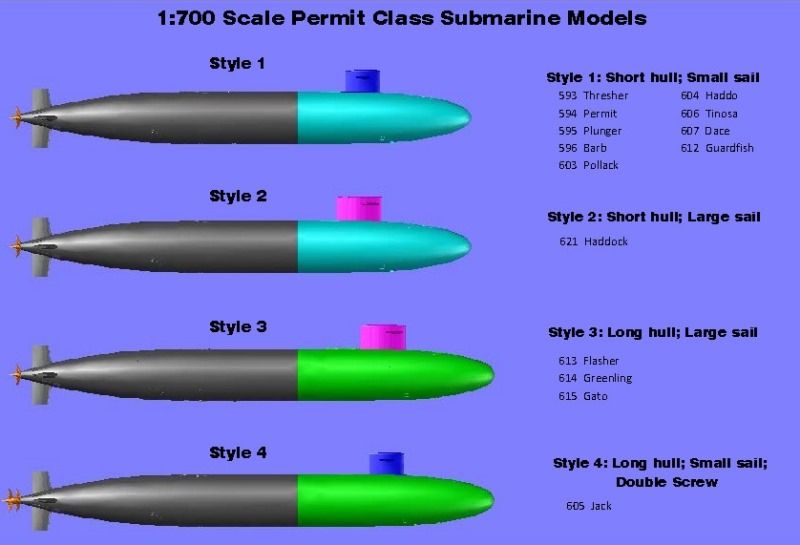 1:700 Scale Permit Class Submarine Models
Style 1
Style 1: Short hull; Small sail
593 Thresher 604 Haddo
594 Permit 606 Tinosa
595 Plunger 607 Dace
596 Barb 612 Guardfish
603 Pollack
Style 2
Style 2: Short hull; Large sail
621 Haddock
Style 3
Style 3: Long hull; Large sail
613 Flasher
614 Greenling
615 Gato
Style 4
Style 4: Long hull; Small sail;
Double Screw
605 Jack